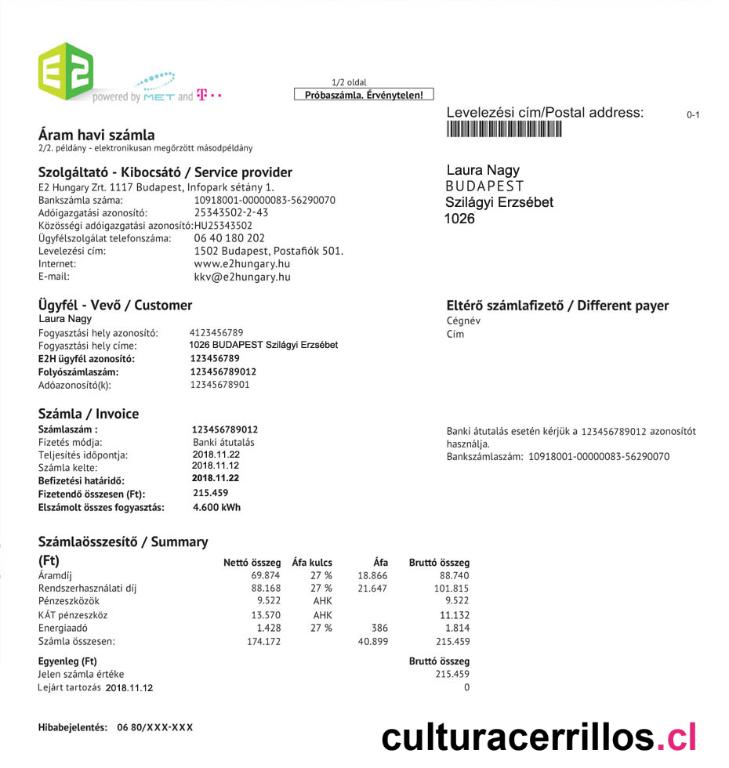 E2
powered by MET and T
1/2 oldal
Próbaszámla. Érvénytelen!
Levelezési cím/Postal address: 0-1
Áram havi számla
2/2. példány - elektronikusan megőrzött másodpéldány
Laura Nagy
BUDAPEST
Szilágyi Erzsébet
1026
Szolgáltató - Kibocsátó / Service provider
E2 Hungary Zrt. 1117 Budapest, Infopark sétány 1.
Bankszámla száma: 10918001-00000083-56290070
Adóigazgatási azonosító: 25343502-2-43
Közösségi adóigazgatási azonosító:HU25343502
Ügyfélszolgálat telefonszáma: 06 40 180 202
Levelezési cím: 1502 Budapest, Postafiók 501.
Internet: www.e2hungary.hu
E-mail: kkv@e2hungary.hu
Ügyfél - Vevő / Customer
Laura Nagy
Fogyasztási hely azonosító: 4123456789
Fogyasztási hely címe: 1026 BUDAPEST Szilágyi Erzsébet
E2H ügyfél azonosító: 123456789
Folyószámlaszám: 123456789012
Adóazonosító(k): 12345678901
Eltérő számlafizető / Different payer
Cégnév
Cím
Számla / Invoice
Számlaszám : 123456789012
Fizetés módja: Banki átutalás
Teljesítés időpontja: 2018.11.22
Számla kelte: 2018.11.12
Befizetési határidő: 2018.11.22
Fizetendő összesen (Ft): 215.459
Elszámolt összes fogyasztás: 4.600 kWh
Banki átutalás esetén kérjük a 123456789012 azonosítót
használja.
Bankszámlaszám: 10918001-00000083-56290070
Számlaösszesítő / Summary
(Ft) Nettó összeg Áfa kulcs Áfa Bruttó összeg
Áramdíj 69.874 27 % 18.866 88.740
Rendszerhasználati díj 88.168 27 % 21.647 101.815
Pénzeszközök 9.522 AHK 9.522
KÁT pénzeszköz 13.570 AHK 11.132
Energiaadó 1.428 27 % 386 1.814
Számla összesen: 174.172 40.899 215.459
Egyenleg (Ft) Bruttó összeg
Jelen számla értéke 215.459
Lejárt tartozás 2018.11.12 0
Hibabejelentés: 06 80/XXX-XXX
culturacerrillos.cl